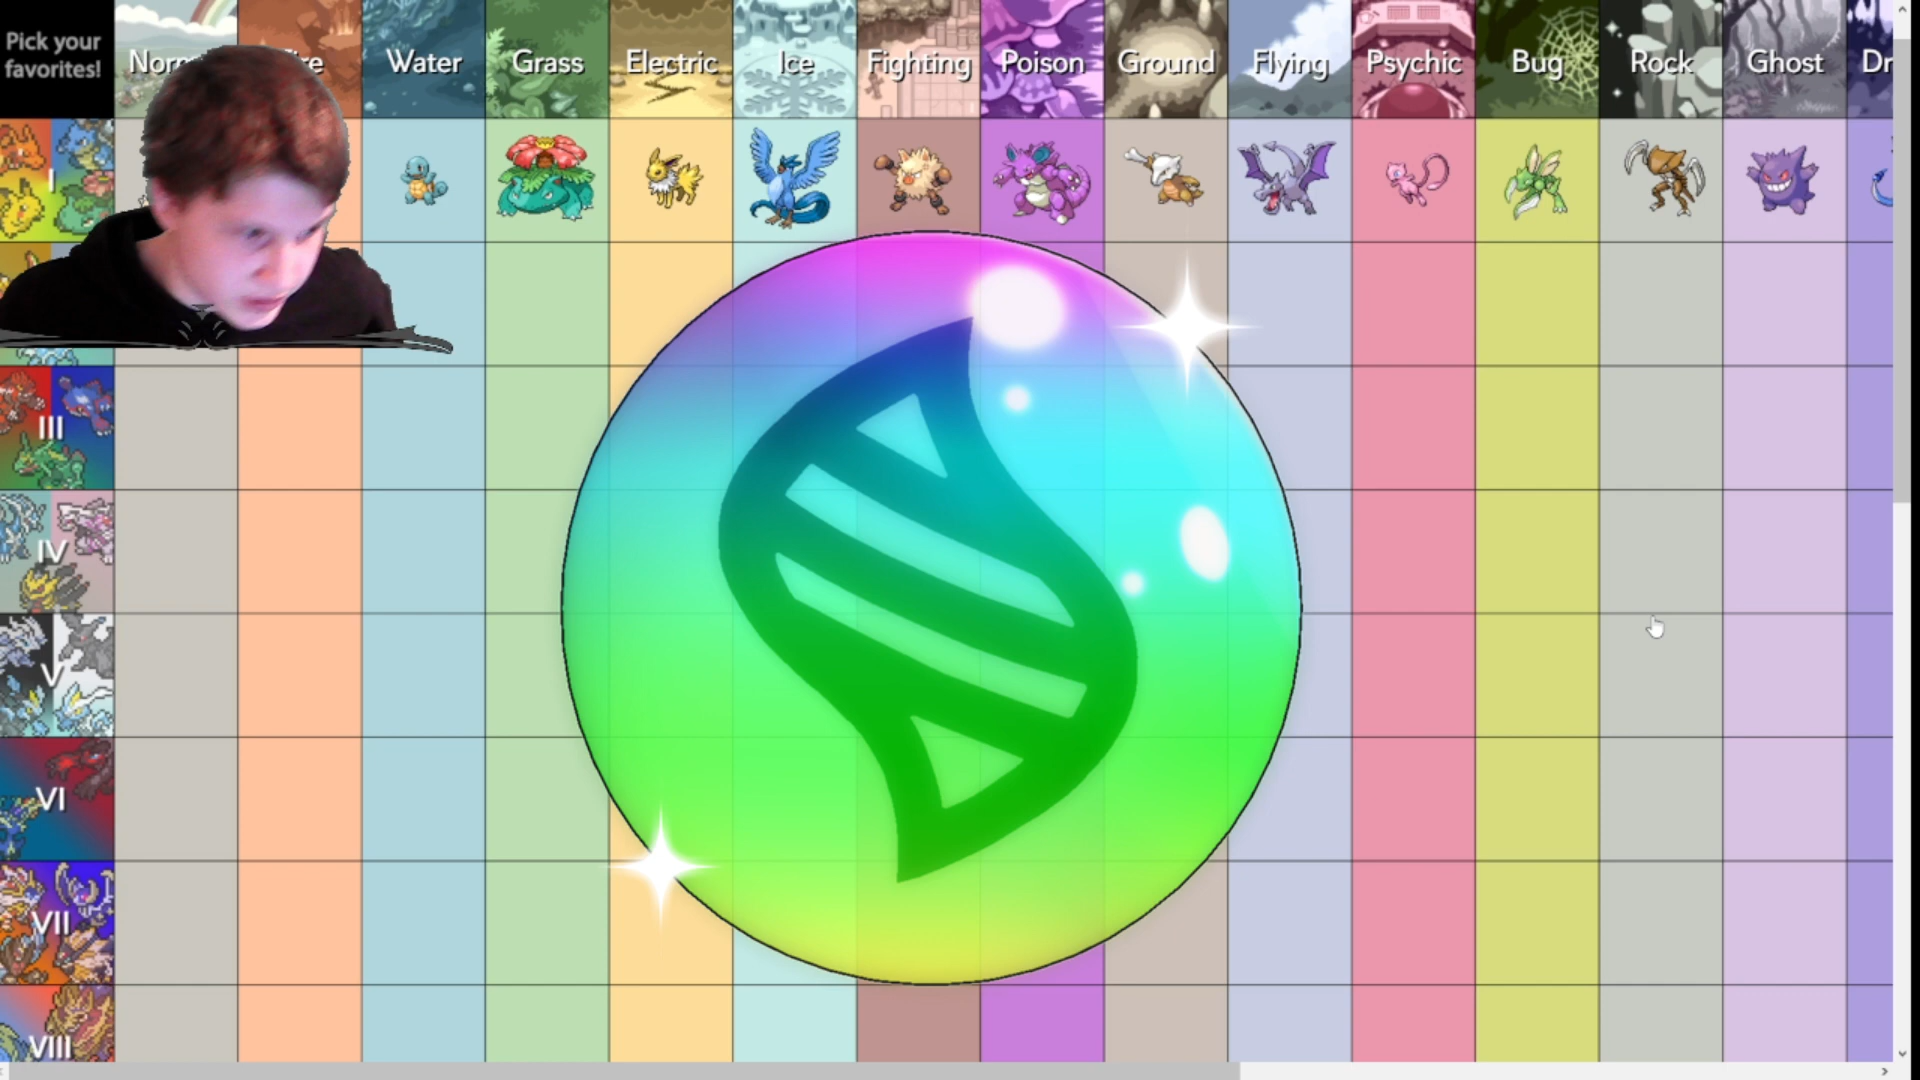 Pick your
favorites!
Water
Grass
Electric
Ice
Fighting
Poison
Ground
Flying
Psychic
Bug
Rock
Ghost
I
III
IV
V
VI
VII
VIII